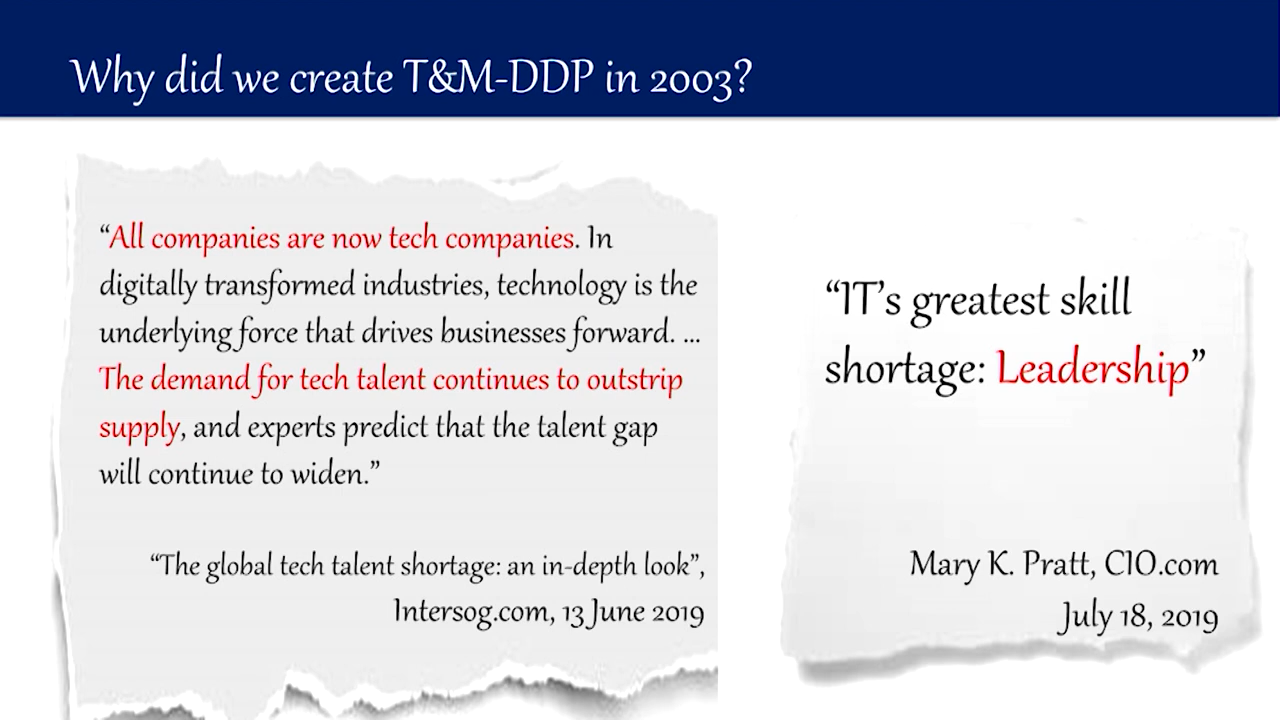 Why did we create T&M-DDP in 2003?
“All companies are now tech companies. In
digitally transformed industries, technology is the
underlying force that drives businesses forward. ...
The demand for tech talent continues to outstrip
supply, and experts predict that the talent gap
will continue to widen.”
“The global tech talent shortage: an in-depth look”,
Intersog.com, 13 June 2019
“IT’s greatest skill
shortage: Leadership”
Mary K. Pratt, CIO.com
July 18, 2019